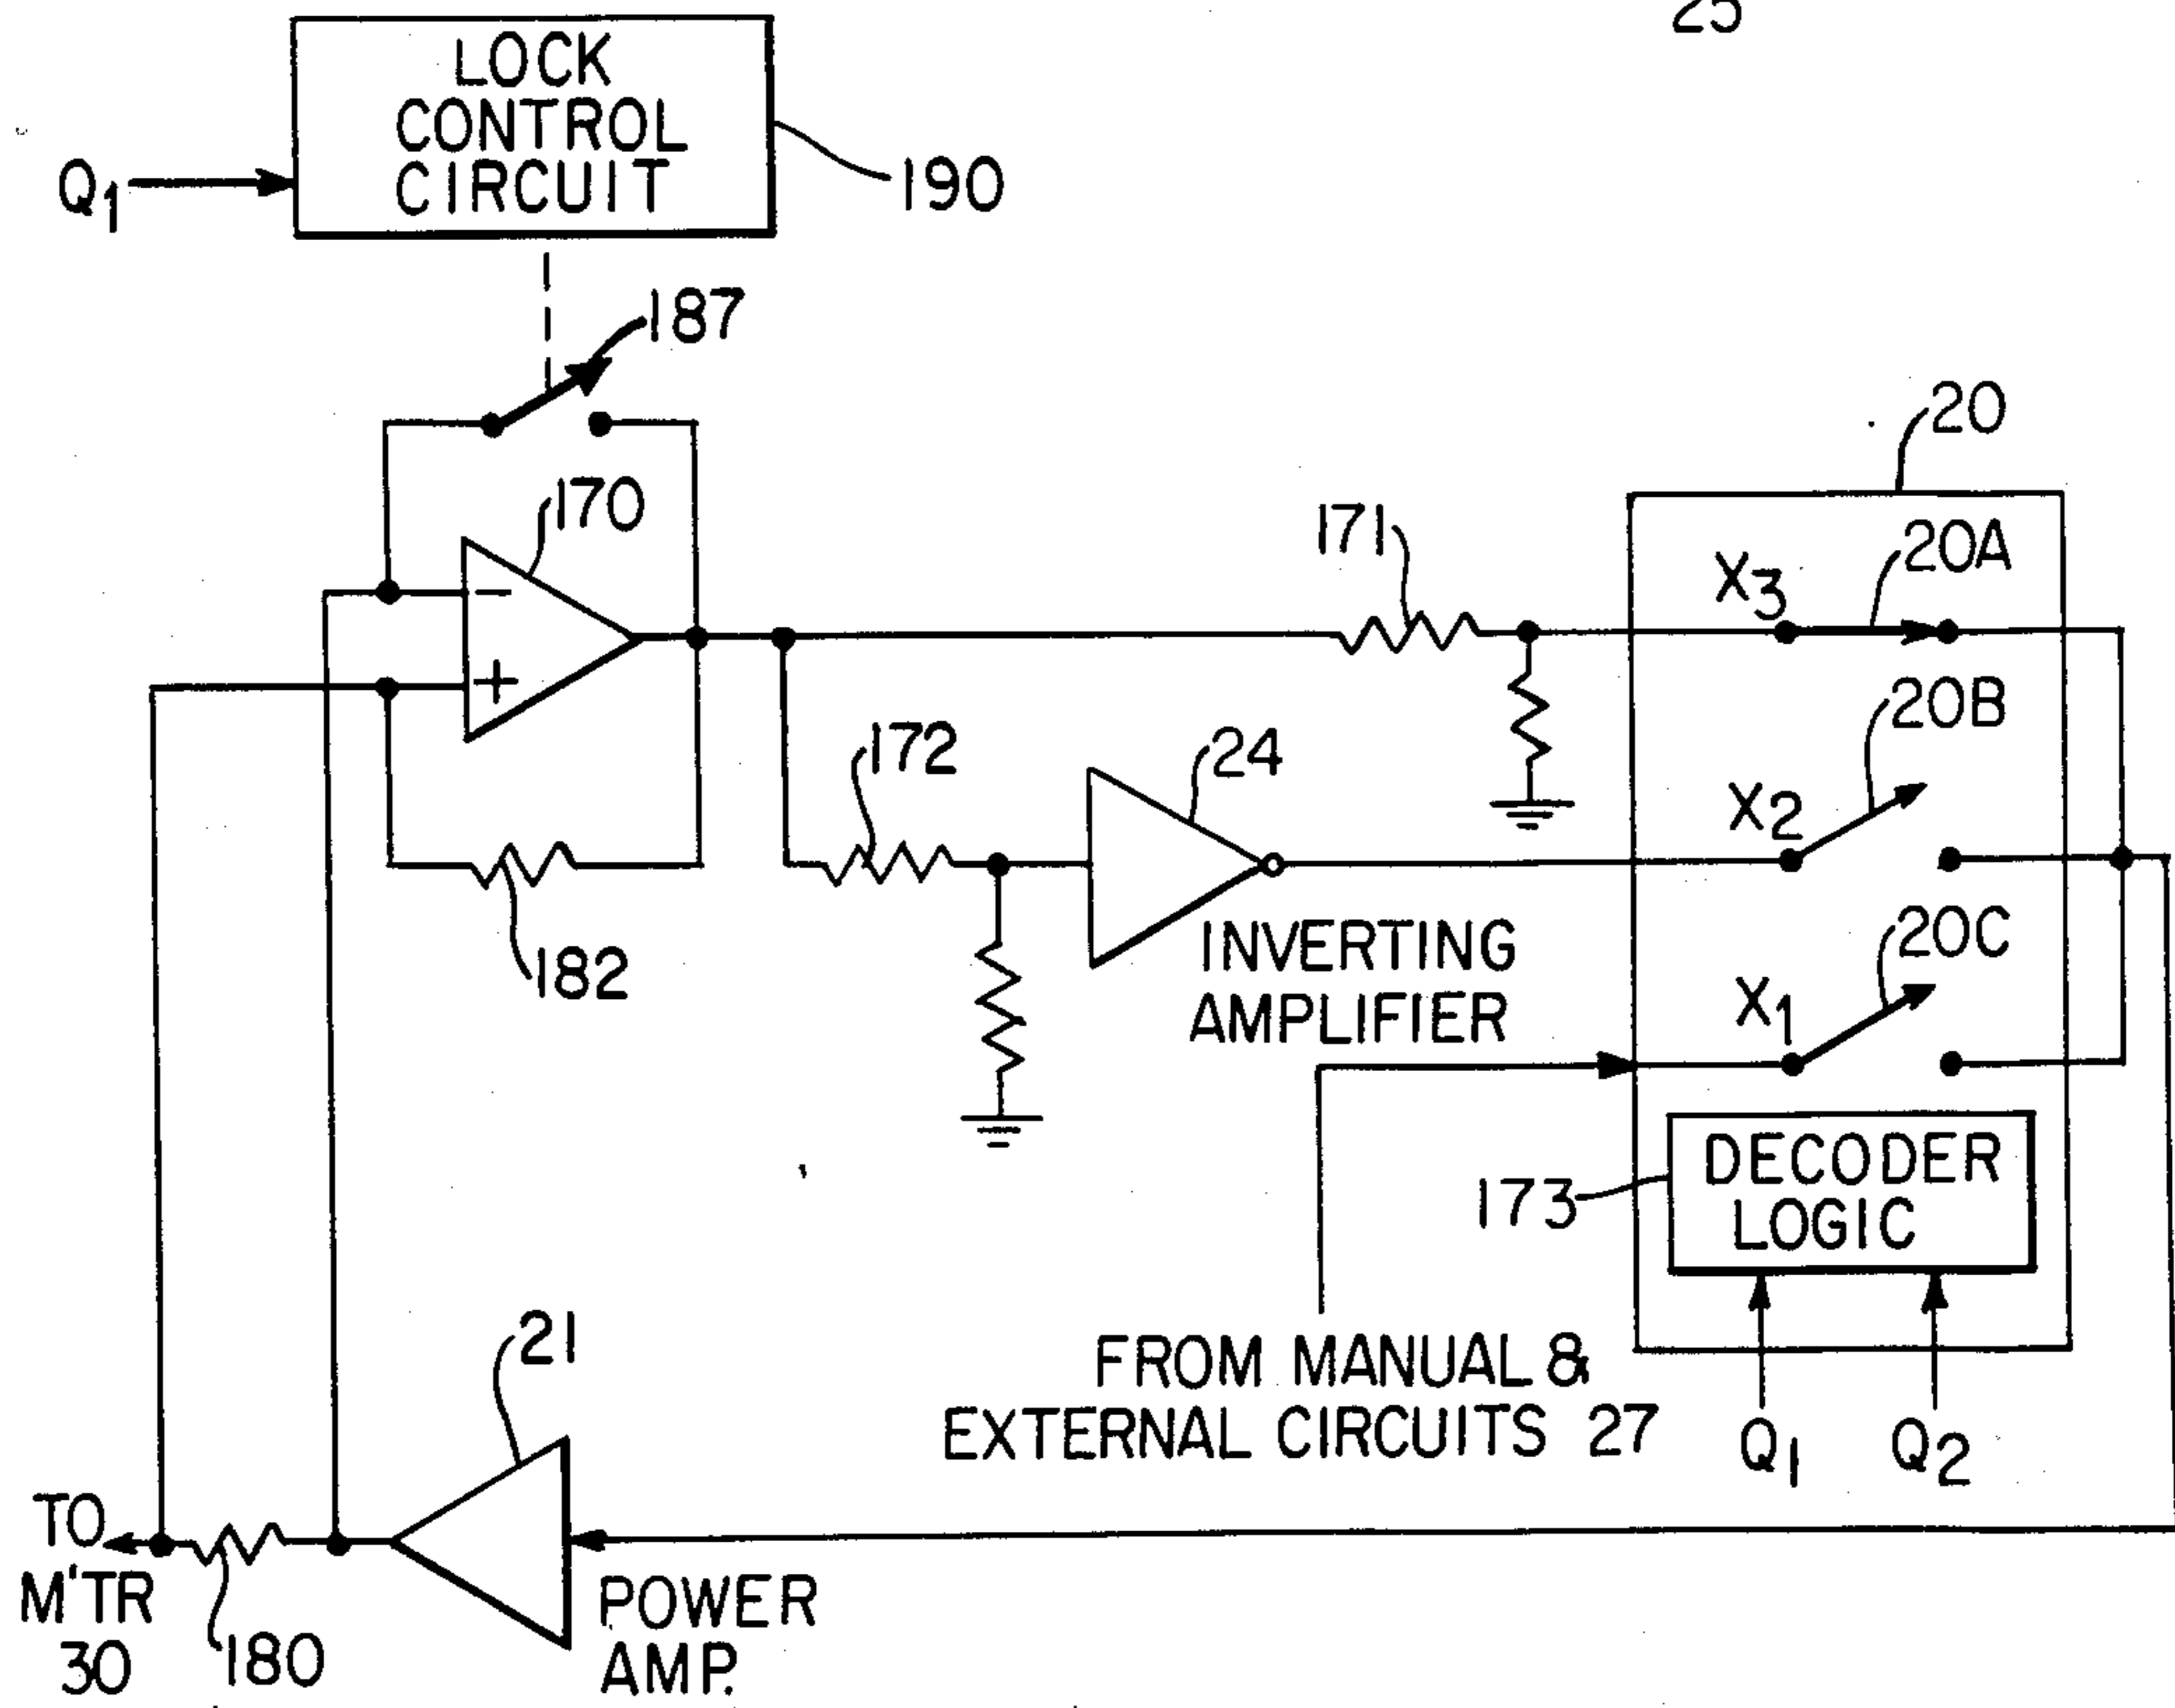 25
LOCK
CONTROL
CIRCUIT
Q1
190
187
170
171
20
X3
20A
20B
172
24
X2
182
INVERTING
AMPLIFIER
20C
X1
DECODER
LOGIC
173
21
FROM MANUAL &
EXTERNAL CIRCUITS 27
Q1
Q2
TO
M'TR
30
180
POWER
AMP.